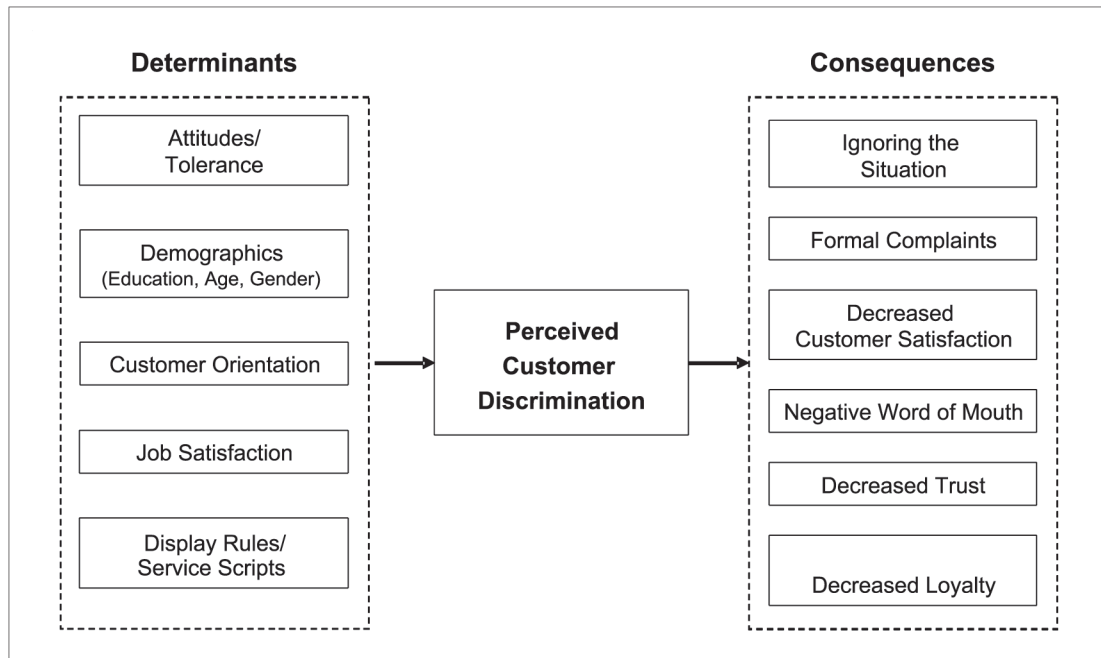 Determinants
Attitudes/
Tolerance
Demographics
(Education, Age, Gender)
Customer Orientation
Job Satisfaction
Display Rules/
Service Scripts
Perceived
Customer
Discrimination
Consequences
Ignoring the
Situation
Formal Complaints
Decreased
Customer Satisfaction
Negative Word of Mouth
Decreased Trust
Decreased Loyalty